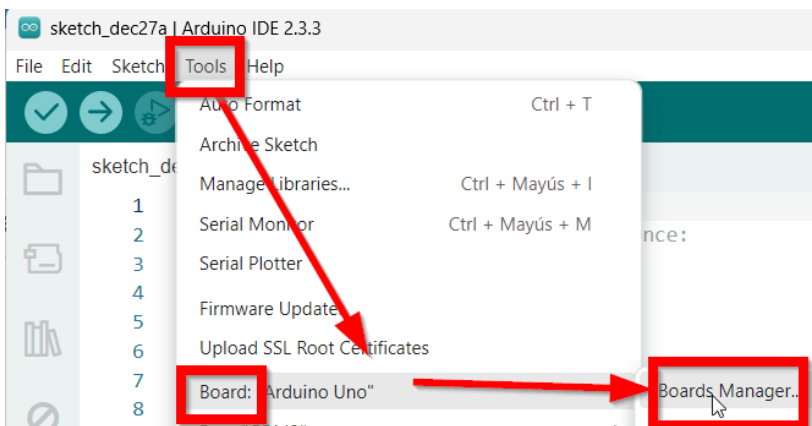 sketch_dec27a | Arduino IDE 2.3.3
File Edit Sketch Tools Help
Auto Format Ctrl + T
Archive Sketch
sketch_de
Manage Libraries... Ctrl + Mayús + I
1
Serial Monitor Ctrl + Mayús + M
2 nce:
Serial Plotter
3
4
Firmware Updater
5
Upload SSL Root Certificates
6
7
Board: "Arduino Uno" Boards Manager...
8